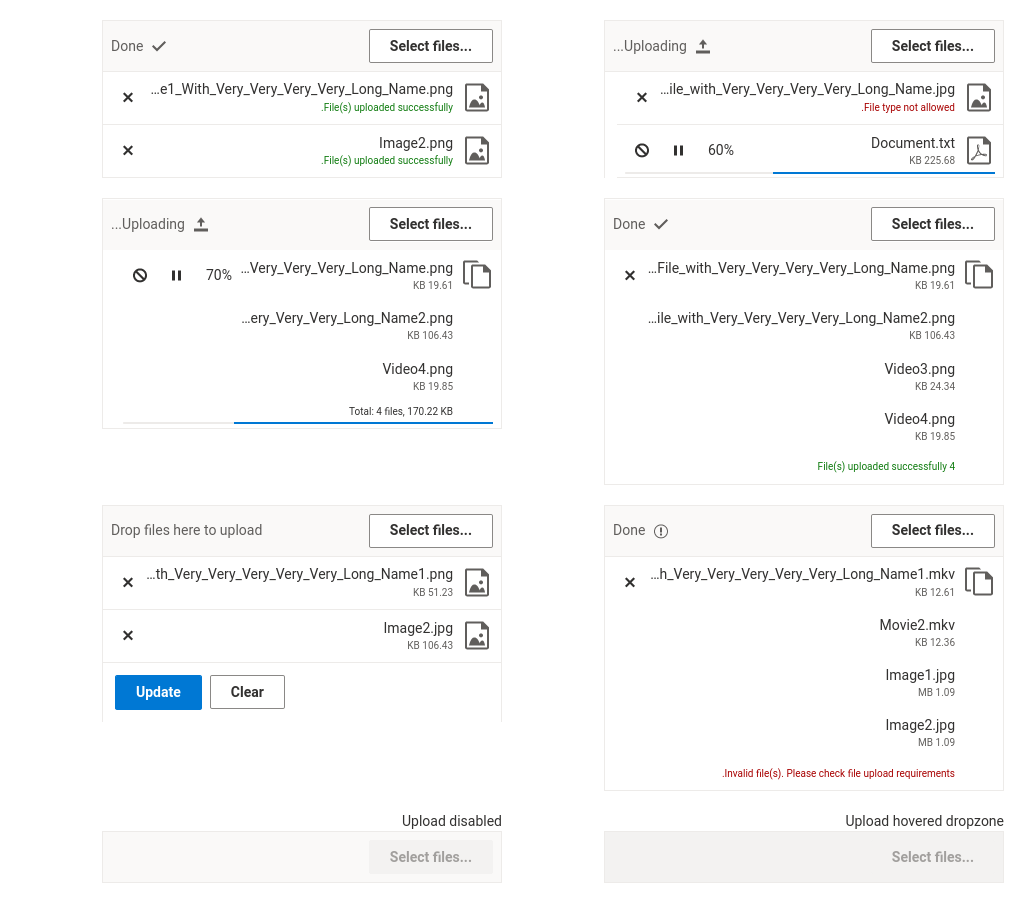 Done
Select files...
...e1_With_Very_Very_Very_Very_Long_Name.png
.File(s) uploaded successfully
Image2.png
.File(s) uploaded successfully
...Uploading
Select files...
...ile_with_Very_Very_Very_Very_Long_Name.jpg
.File type not allowed
60%
Document.txt
KB 225.68
...Uploading
Select files...
70%
...Very_Very_Very_Long_Name.png
KB 19.61
...ery_Very_Very_Long_Name2.png
KB 106.43
Video4.png
KB 19.85
Total: 4 files, 170.22 KB
Done
Select files...
...File_with_Very_Very_Very_Very_Long_Name.png
KB 19.61
...ile_with_Very_Very_Very_Very_Long_Name2.png
KB 106.43
Video3.png
KB 24.34
Video4.png
KB 19.85
File(s) uploaded successfully 4
Drop files here to upload
Select files...
...th_Very_Very_Very_Very_Very_Long_Name1.png
KB 51.23
Image2.jpg
KB 106.43
Update
Clear
Done
Select files...
...h_Very_Very_Very_Very_Very_Long_Name1.mkv
KB 12.61
Movie2.mkv
KB 12.36
Image1.jpg
MB 1.09
Image2.jpg
MB 1.09
.Invalid file(s). Please check file upload requirements
Upload disabled
Select files...
Upload hovered dropzone
Select files...